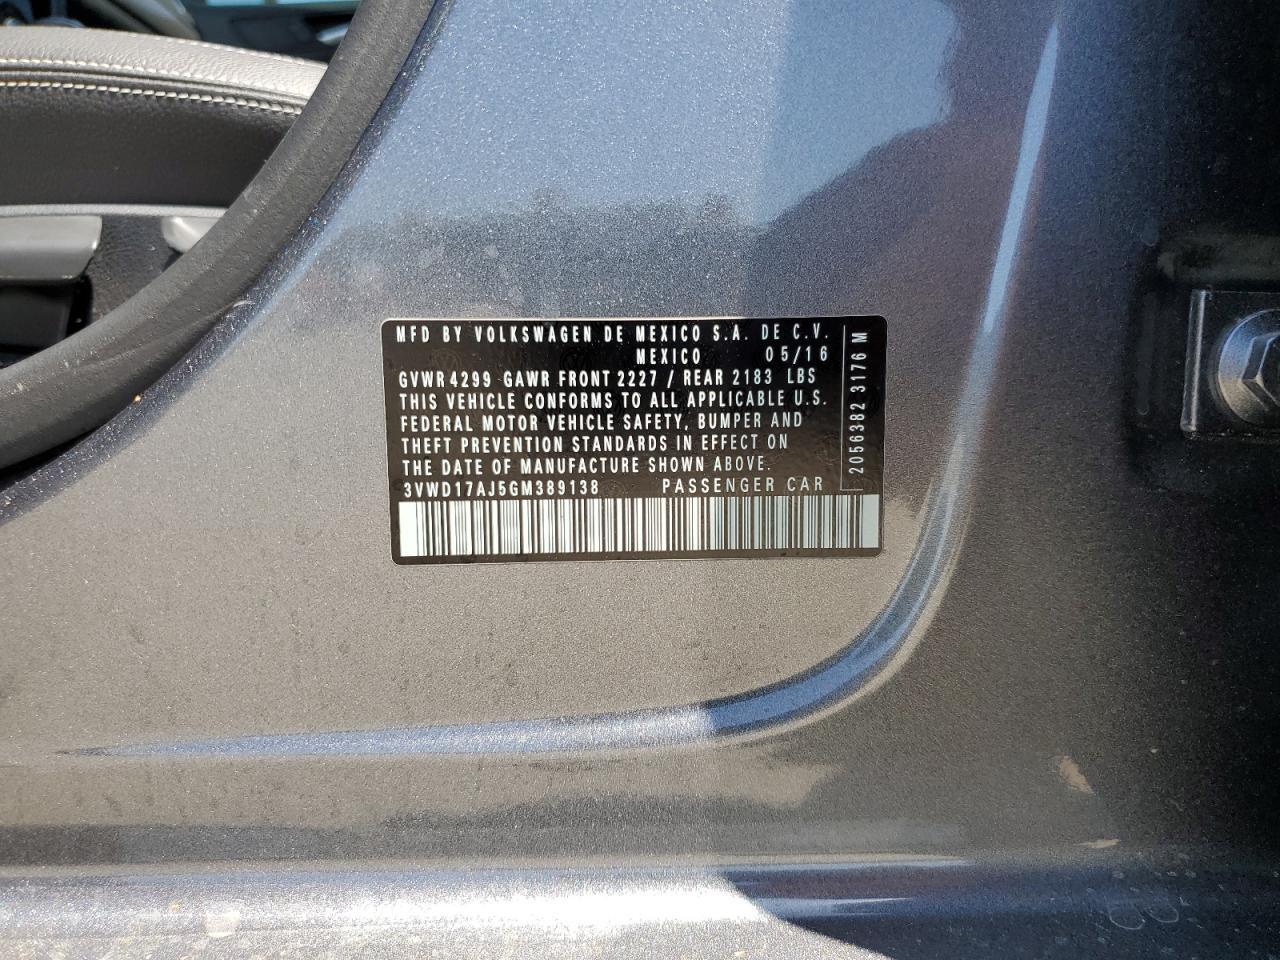 MFD BY VOLKSWAGEN DE MEXICO S.A. DE C.V.
MEXICO 05/16
GVWR 4299 GAWR FRONT 2227 / REAR 2183 LBS
THIS VEHICLE CONFORMS TO ALL APPLICABLE U.S.
FEDERAL MOTOR VEHICLE SAFETY, BUMPER AND
THEFT PREVENTION STANDARDS IN EFFECT ON
THE DATE OF MANUFACTURE SHOWN ABOVE.
3VWD17AJ5GM389138 PASSENGER CAR
2056382 3176 M